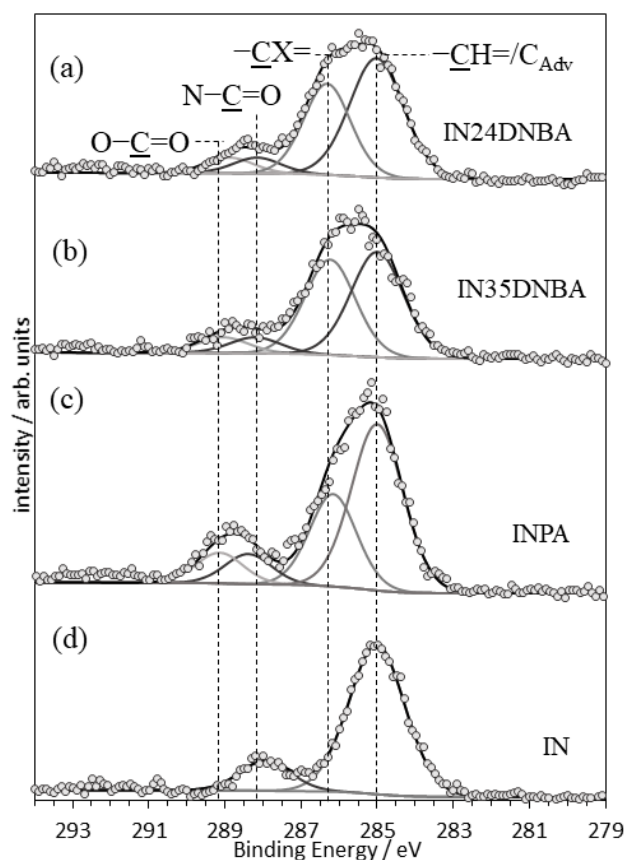 (a)
–CX=
–CH=/C_Adv
N–C=O
O–C=O
IN24DNBA
(b)
IN35DNBA
(c)
INPA
(d)
IN
intensity / arb. units
293 291 289 287 285 283 281 279
Binding Energy / eV